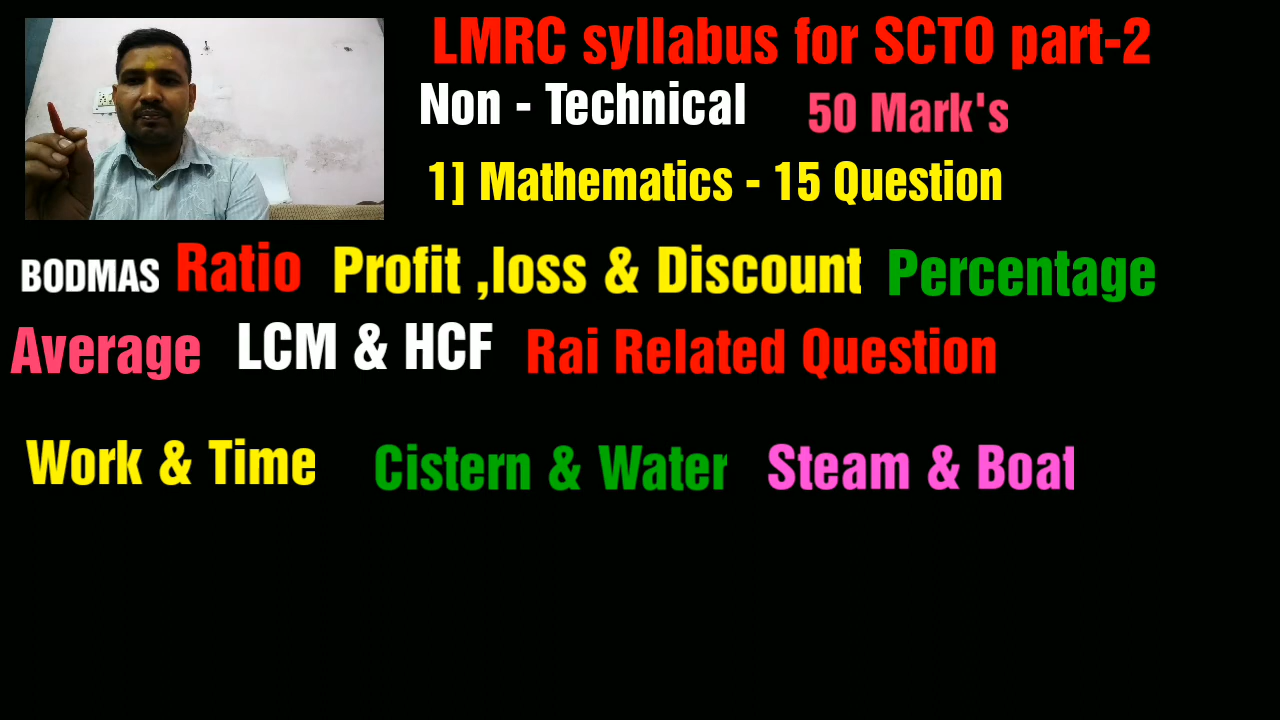 LMRC syllabus for SCTO part-2
Non - Technical 50 Mark's
1] Mathematics - 15 Question
BODMAS Ratio Profit ,loss & Discount Percentage
Average LCM & HCF Rai Related Question
Work & Time Cistern & Water Steam & Boat